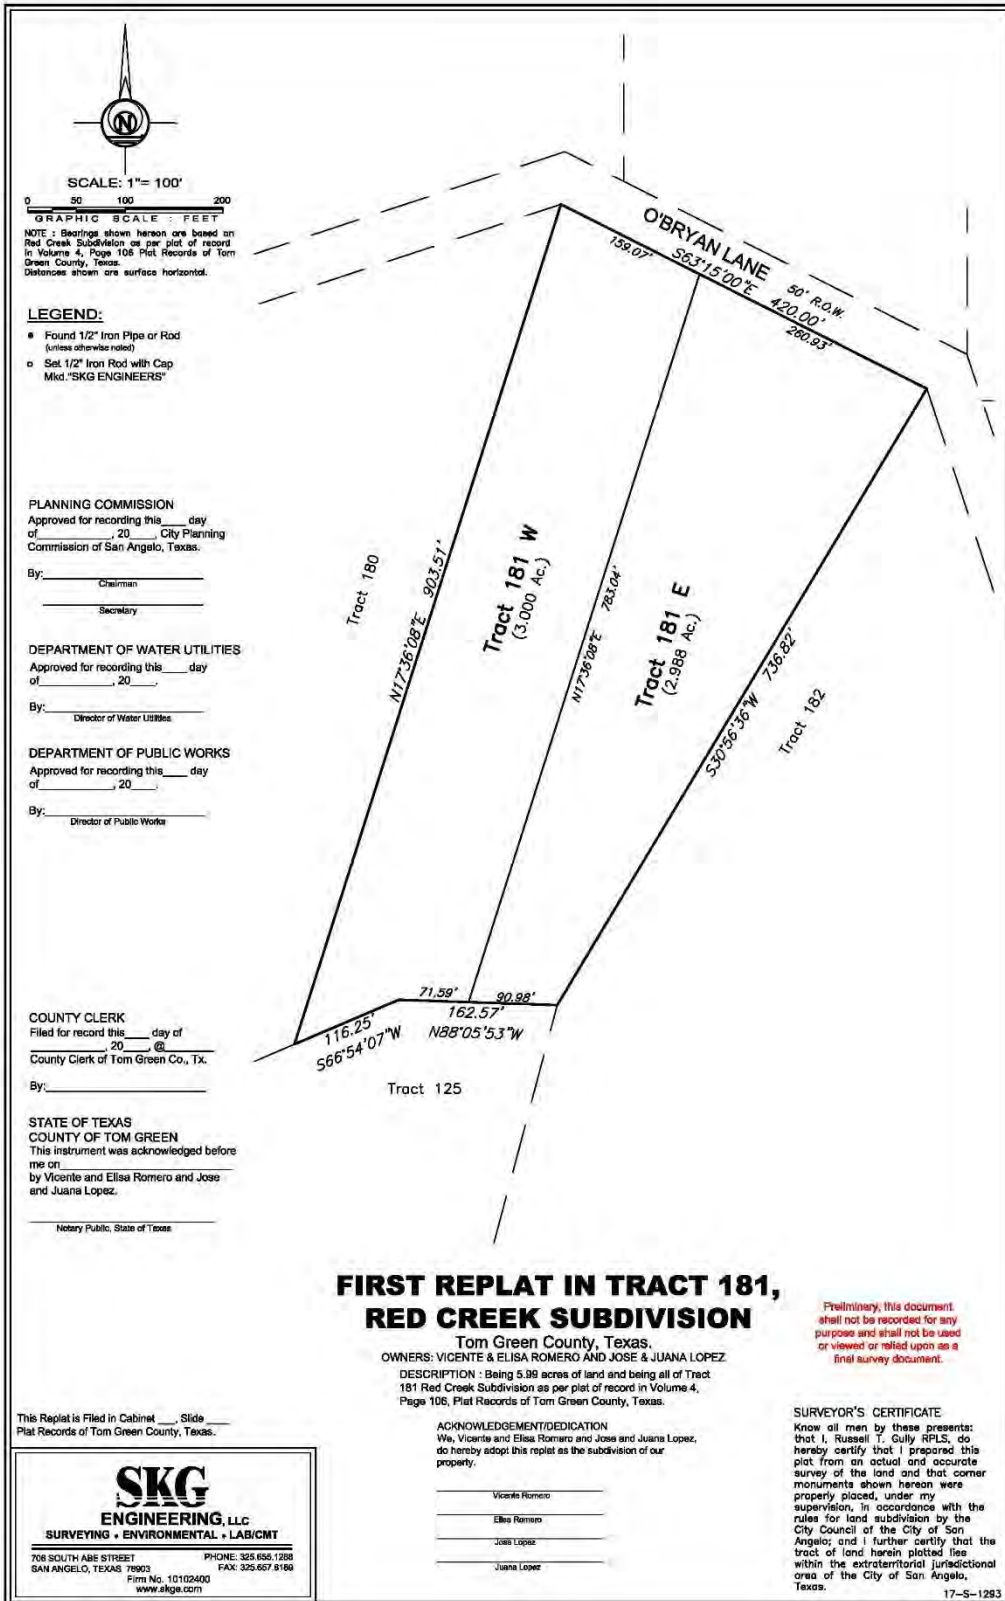 N
SCALE: 1"= 100'
0 50 100 200
GRAPHIC SCALE : FEET
NOTE : Bearings shown hereon are based on
Red Creek Subdivision as per plat of record
in Volume 4, Page 106 Plat Records of Tom
Green County, Texas.
Distances shown are surface horizontal.
LEGEND:
Found 1/2" Iron Pipe or Rod
(unless otherwise noted)
Set 1/2" Iron Rod with Cap
Mkd."SKG ENGINEERS"
O'BRYAN LANE
50' R.O.W.
159.07'
S63°15'00"E 420.00'
260.93'
Tract 180
N17°36'08"E 903.51'
Tract 181 W
(3.000 Ac.)
N17°36'08"E 783.04'
Tract 181 E
(2.988 Ac.)
S30°56'36"W 736.82'
Tract 182
71.59' 90.98'
162.57'
N88°05'53"W
116.25'
S66°54'07"W
Tract 125
PLANNING COMMISSION
Approved for recording this____ day
of__________, 20____, City Planning
Commission of San Angelo, Texas.
By:____________________
Chairman
Secretary
DEPARTMENT OF WATER UTILITIES
Approved for recording this____ day
of__________, 20____.
By:____________________
Director of Water Utilities
DEPARTMENT OF PUBLIC WORKS
Approved for recording this____ day
of__________, 20____.
By:____________________
Director of Public Works
COUNTY CLERK
Filed for record this ____ day of
__________, 20____, @______
County Clerk of Tom Green Co., Tx.
By:____________________
STATE OF TEXAS
COUNTY OF TOM GREEN
This instrument was acknowledged before
me on______________________
by Vicente and Elisa Romero and Jose
and Juana Lopez.
Notary Public, State of Texas
FIRST REPLAT IN TRACT 181,
RED CREEK SUBDIVISION
Tom Green County, Texas.
OWNERS: VICENTE & ELISA ROMERO AND JOSE & JUANA LOPEZ
DESCRIPTION : Being 5.99 acres of land and being all of Tract
181 Red Creek Subdivision as per plat of record in Volume 4,
Page 106, Plat Records of Tom Green County, Texas.
ACKNOWLEDGEMENT/DEDICATION
We, Vicente and Elisa Romero and Jose and Juana Lopez,
do hereby adopt this replat as the subdivision of our
property.
Vicente Romero
Elisa Romero
Jose Lopez
Juana Lopez
Preliminary, this document
shall not be recorded for any
purpose and shall not be used
or viewed or relied upon as a
final survey document.
SURVEYOR'S CERTIFICATE
Know all men by these presents:
that I, Russell T. Gully RPLS, do
hereby certify that I prepared this
plat from an actual and accurate
survey of the land and that corner
monuments shown hereon were
properly placed, under my
supervision, in accordance with the
rules for land subdivision by the
City Council of the City of San
Angelo; and I further certify that the
tract of land herein platted lies
within the extraterritorial jurisdictional
area of the City of San Angelo,
Texas.
17-S-1293
This Replat is Filed in Cabinet ___, Slide ____
Plat Records of Tom Green County, Texas.
SKG
ENGINEERING, LLC
SURVEYING • ENVIRONMENTAL • LAB/CMT
706 SOUTH ABE STREET PHONE: 325.655.1288
SAN ANGELO, TEXAS 76903 FAX: 325.657.8189
Firm No. 10102400
www.skge.com